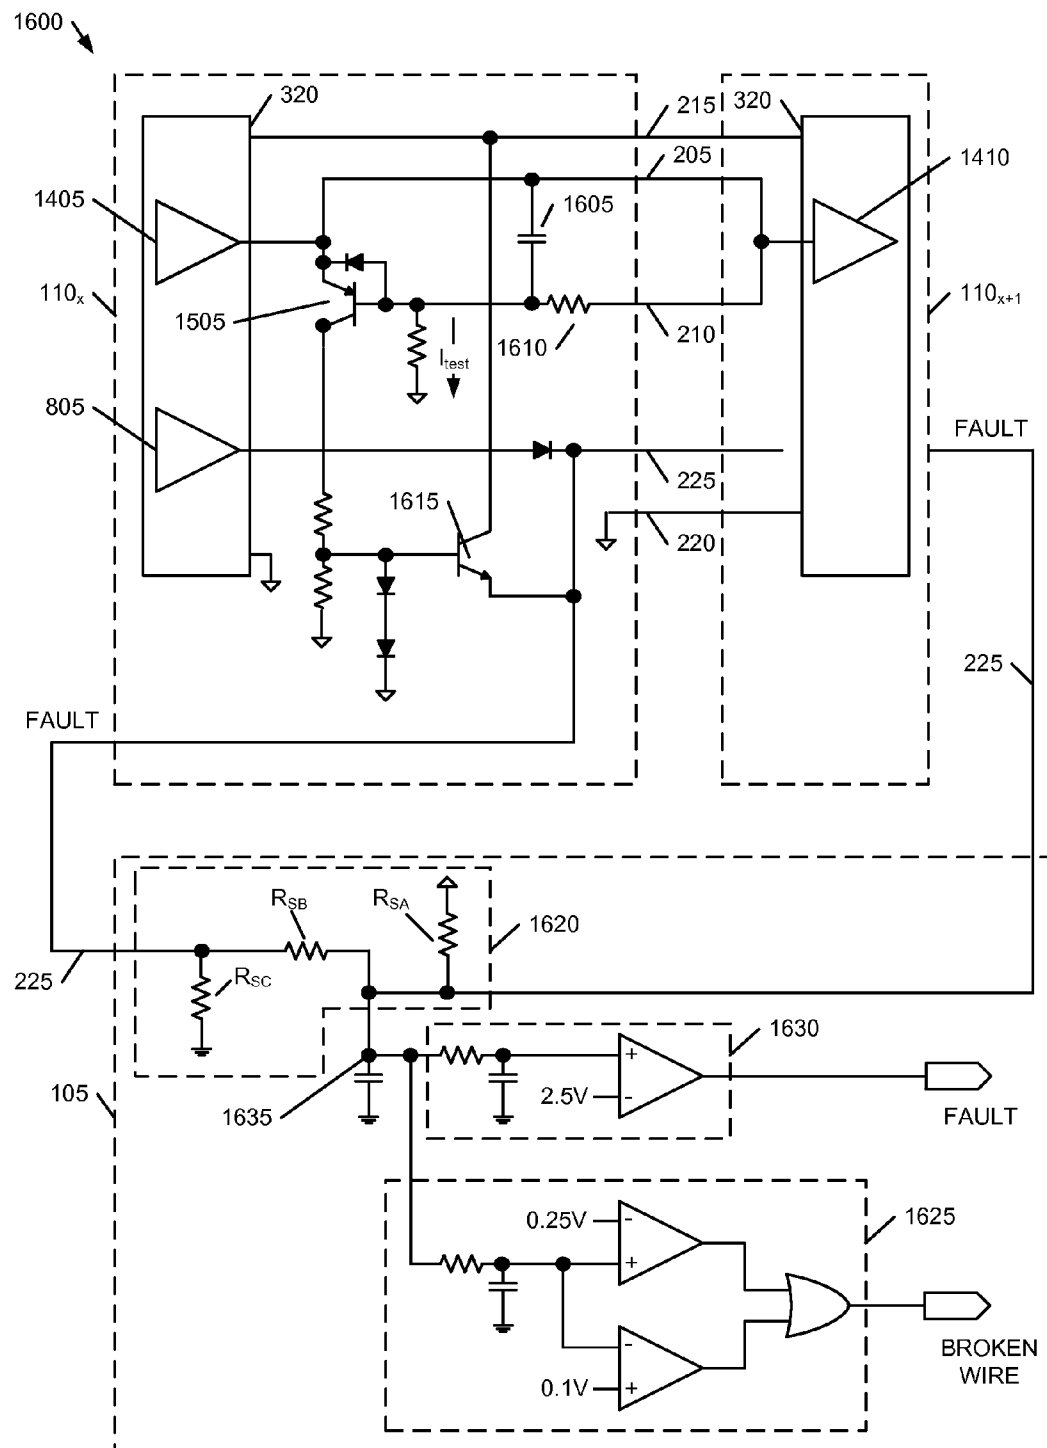 1600
320
215
320
205
1410
1405
1605
110x
1505
1610
210
110x+1
Itest
805
FAULT
225
1615
220
225
FAULT
RSB
RSA
1620
225
RSC
1630
+
2.5V
-
105
1635
FAULT
0.25V
-
1625
+
-
0.1V
+
BROKEN
WIRE